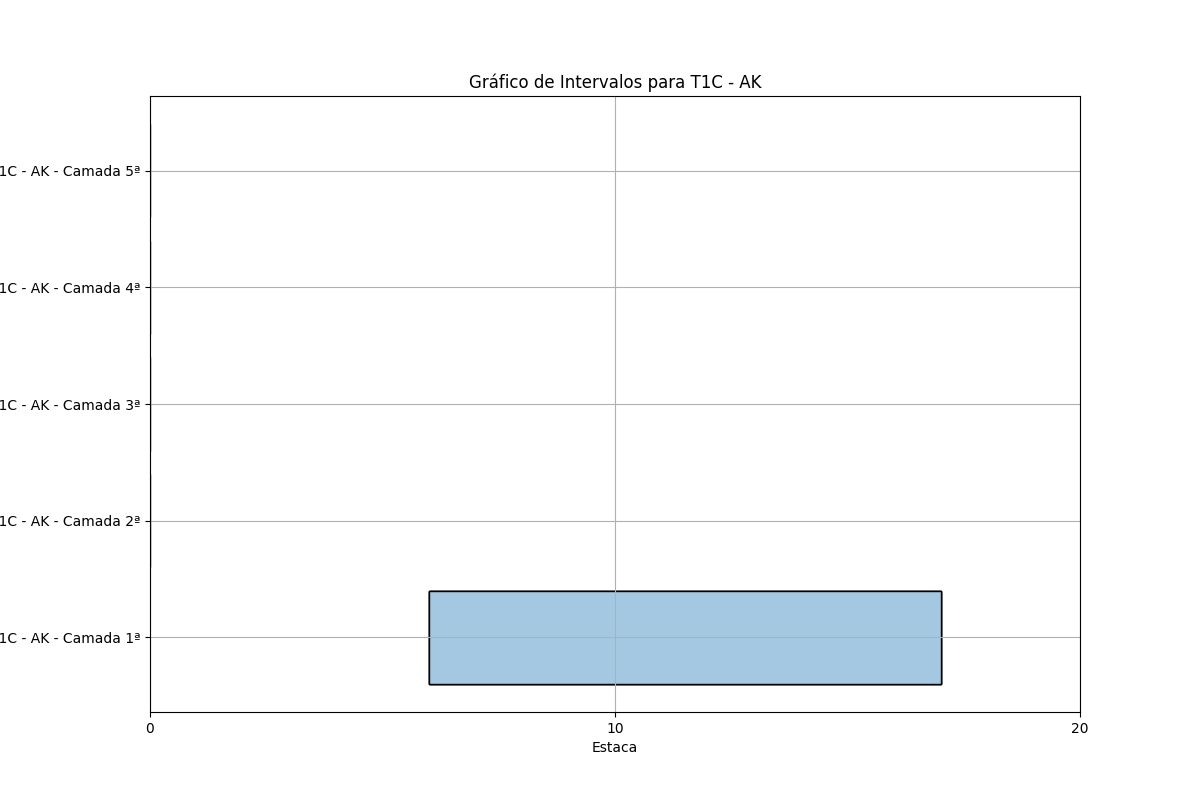 Gráfico de Intervalos para T1C - AK
1C - AK - Camada 5ª
1C - AK - Camada 4ª
1C - AK - Camada 3ª
1C - AK - Camada 2ª
1C - AK - Camada 1ª
0 10 20
Estaca